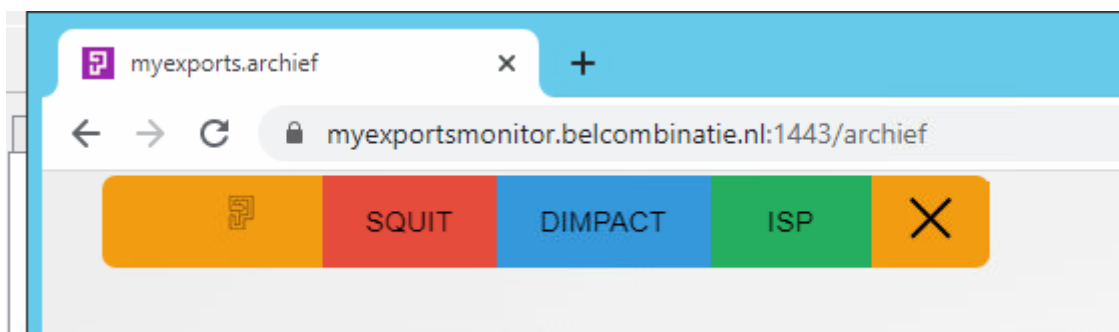 myexports.archief
myexportsmonitor.belcombinatie.nl:1443/archief
SQUIT DIMPACT ISP